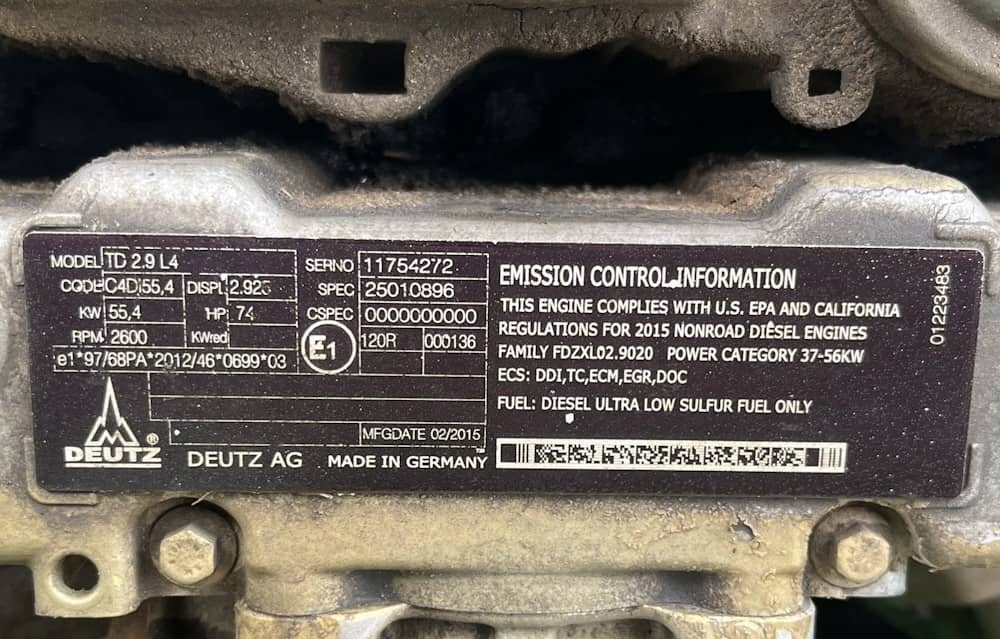 MODEL TD 2.9 L4
CODE C4Di55,4 DISPL 2.925
KW 55,4 HP 74
RPM 2600 KWred
e1*97/68PA*2012/46*0699*03
SERNO 11754272
SPEC 25010896
CSPEC 0000000000
E1 120R 000136
MFGDATE 02/2015
DEUTZ ®
DEUTZ AG MADE IN GERMANY
EMISSION CONTROL INFORMATION
THIS ENGINE COMPLIES WITH U.S. EPA AND CALIFORNIA
REGULATIONS FOR 2015 NONROAD DIESEL ENGINES
FAMILY FDZXL02.9020 POWER CATEGORY 37-56KW
ECS: DDI,TC,ECM,EGR,DOC
FUEL: DIESEL ULTRA LOW SULFUR FUEL ONLY
01223483